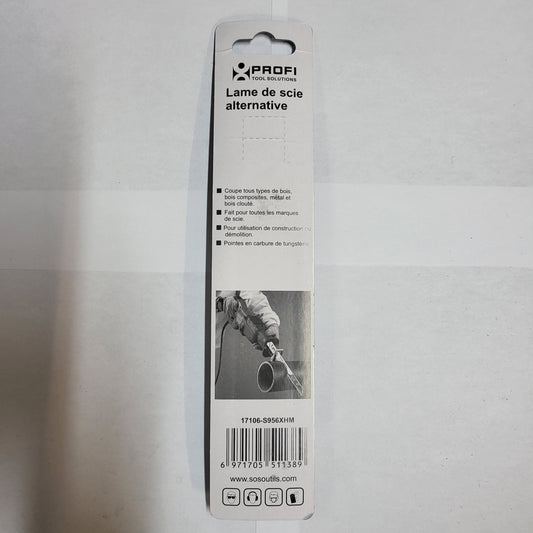 PROFI
TOOL SOLUTIONS
Lame de scie
alternative
Coupe tous types de bois,
bois composites, métal et
bois clouté.
Fait pour toutes les marques
de scie.
Pour utilisation de construction ou
démolition.
Pointes en carbure de tungstène
17106-S956XHM
6 971705 511389
www.sosoutils.com